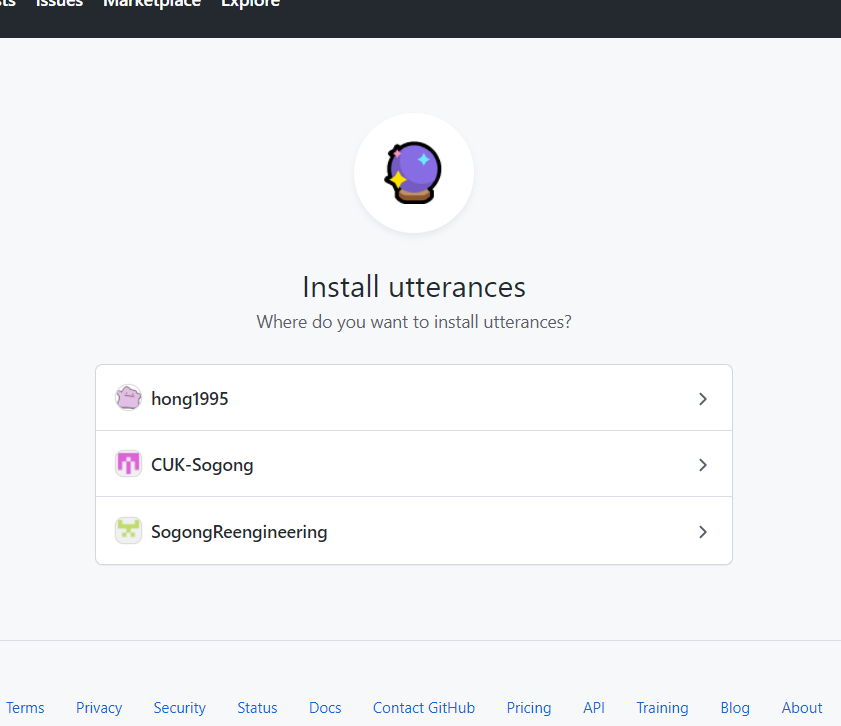 Issues Marketplace Explore
Install utterances
Where do you want to install utterances?
hong1995
CUK-Sogong
SogongReengineering
Terms Privacy Security Status Docs Contact GitHub Pricing API Training Blog About